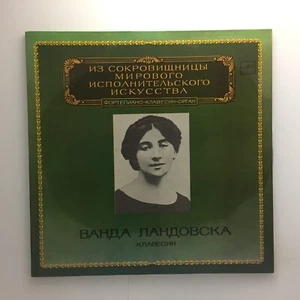 ИЗ СОКРОВИЩНИЦЫ
МИРОВОГО
ИСПОЛНИТЕЛЬСКОГО
ИСКУССТВА
ФОРТЕПИАНО•КЛАВЕСИН•ОРГАН
ВАНДА ЛАНДОВСКА
КЛАВЕСИН